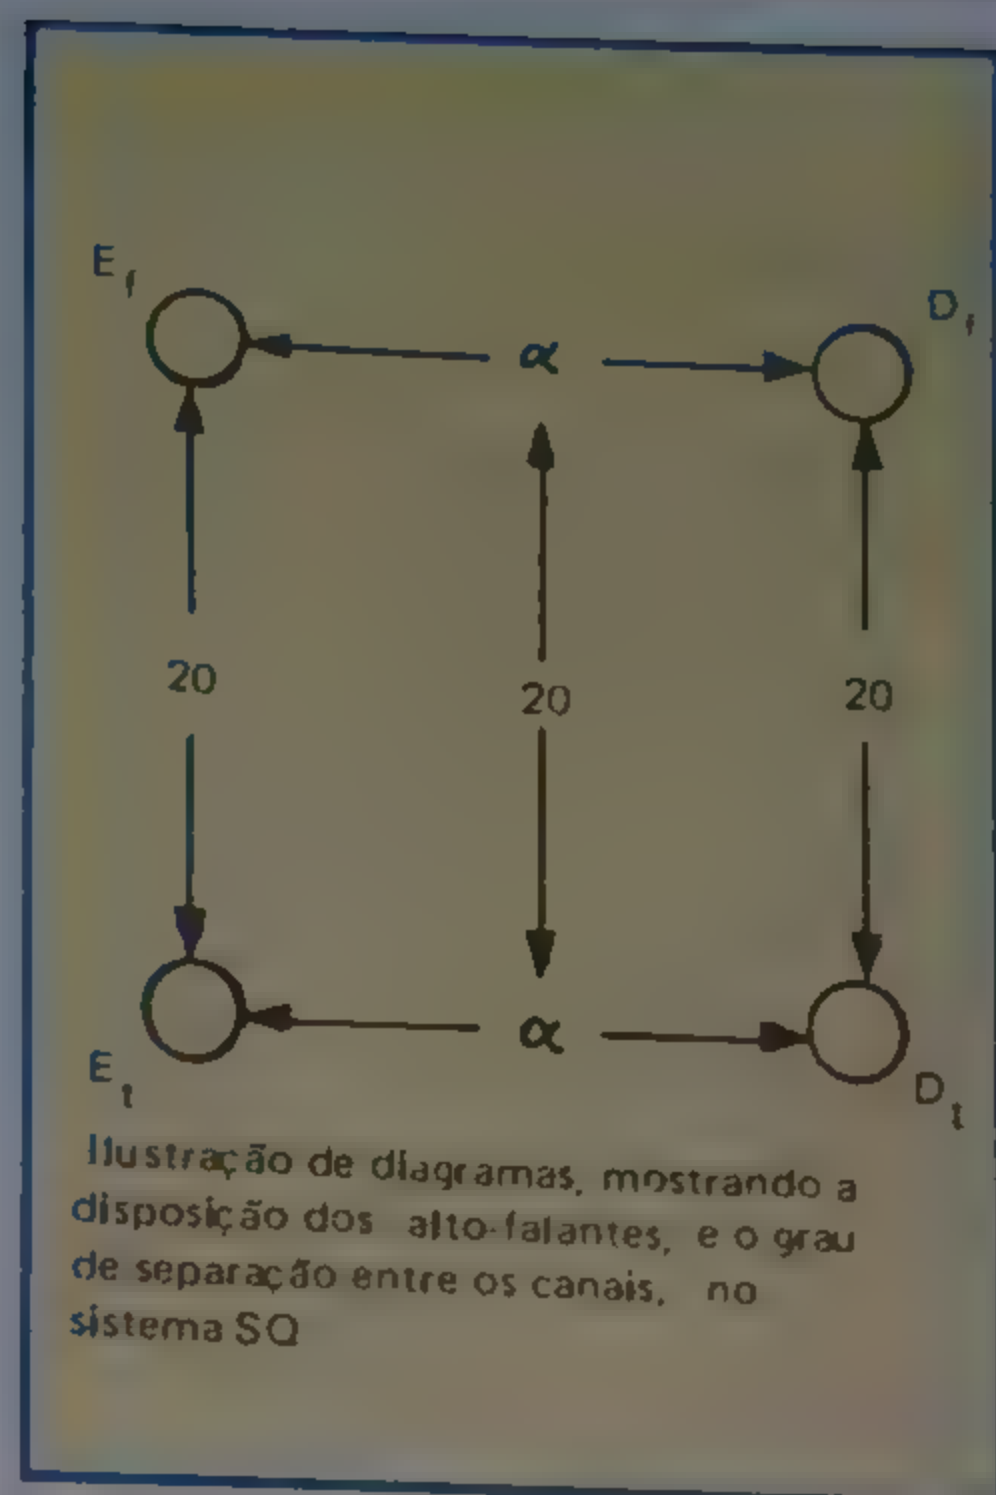 E f
D f
α
20 20 20
α
E t
D t
Ilustração de diagramas, mostrando a
disposição dos alto-falantes, e o grau
de separação entre os canais, no
sistema SQ